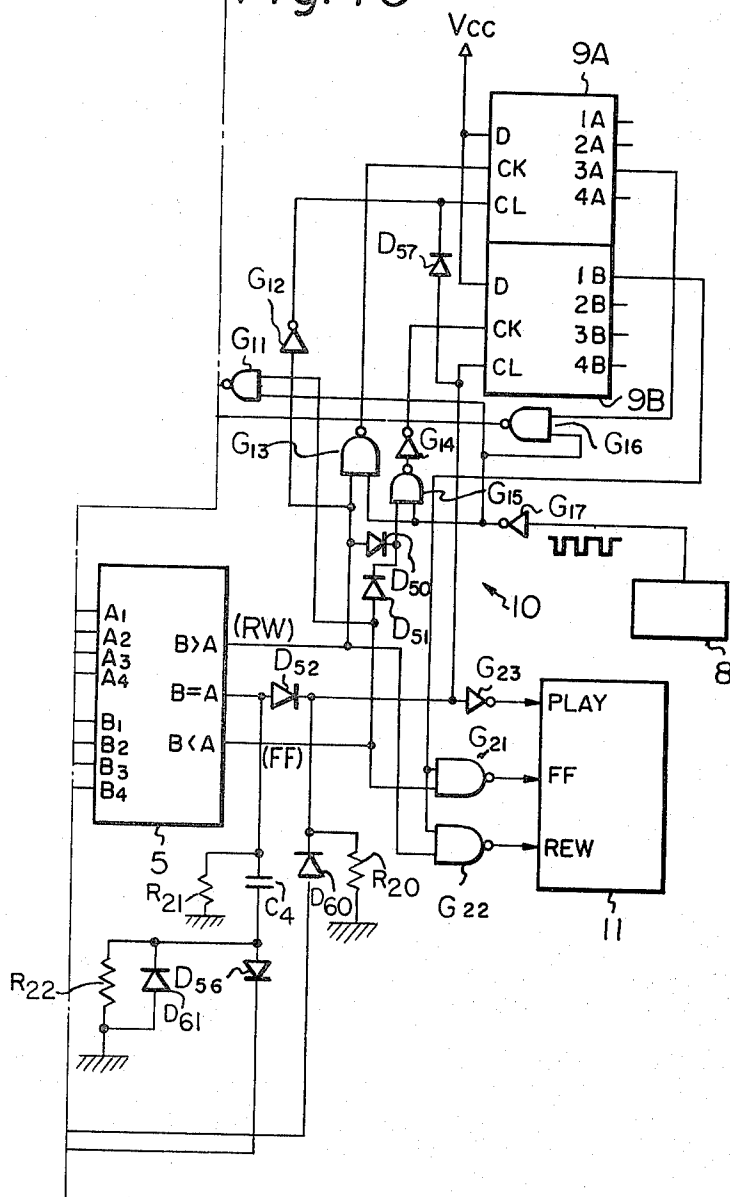 Vcc
9A
1A
D
2A
CK
3A
CL
4A
D57
G12
1B
D
2B
CK
3B
G11
CL
4B
9B
G13
G14
G16
G15
G17
D50
10
D51
8
A1
A2
A3
A4
B>A
(RW)
D52
B=A
G23
PLAY
B1
B2
B3
B4
B<A
(FF)
G21
FF
REW
5
R21
C4
D60
R20
G22
11
R22
D61
D56